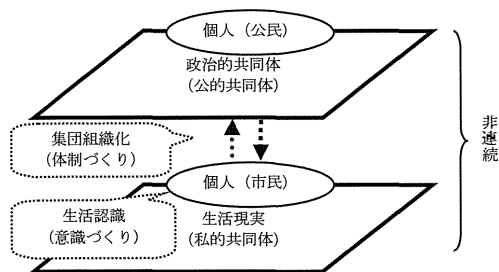 個人（公民）
政治的共同体
（公的共同体）
集団組織化
（体制づくり）
個人（市民）
生活認識
（意識づくり）
生活現実
（私的共同体）
非連続